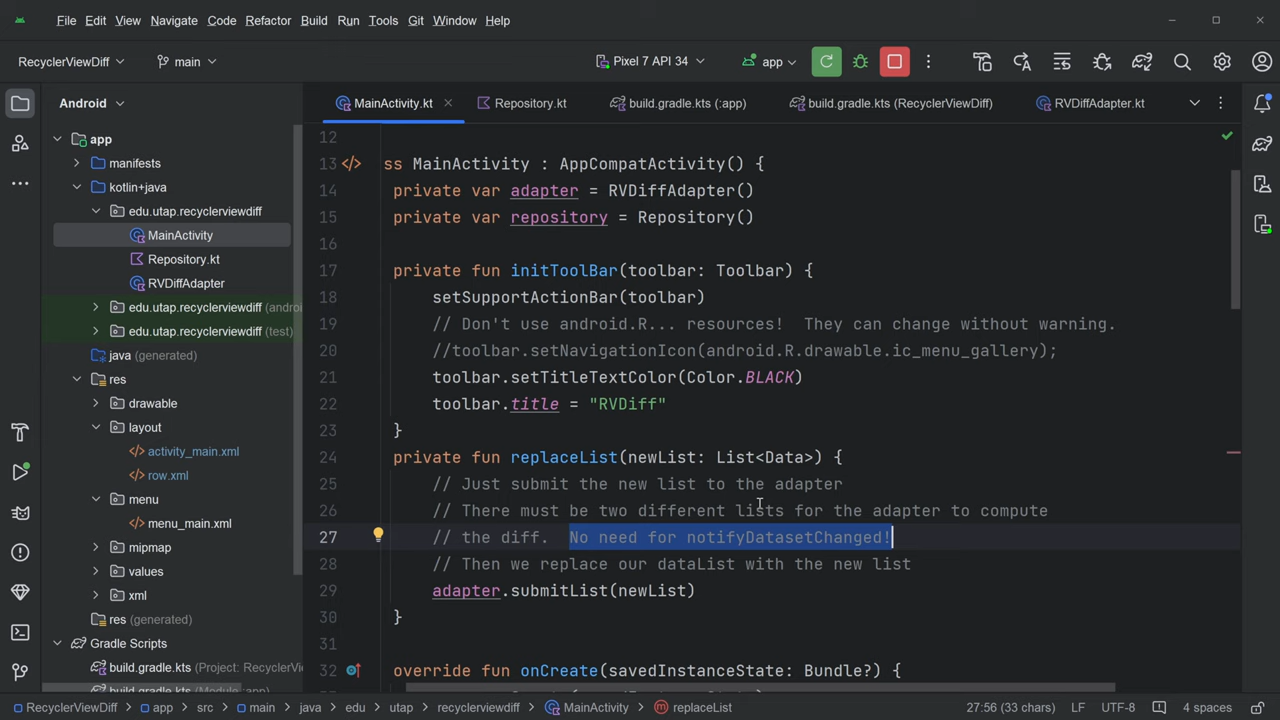 File Edit View Navigate Code Refactor Build Run Tools Git Window Help
RecyclerViewDiff main Pixel 7 API 34 app
Android MainActivity.kt Repository.kt build.gradle.kts (:app) build.gradle.kts (RecyclerViewDiff) RVDiffAdapter.kt
app
manifests
kotlin+java
edu.utap.recyclerviewdiff
MainActivity
Repository.kt
RVDiffAdapter
edu.utap.recyclerviewdiff (androi
edu.utap.recyclerviewdiff (test)
java (generated)
res
drawable
layout
activity_main.xml
row.xml
menu
menu_main.xml
mipmap
values
xml
res (generated)
Gradle Scripts
build.gradle.kts (Project: RecyclerVi
build.gradle.kts (Module :app)
12
13 ss MainActivity : AppCompatActivity() {
14 private var adapter = RVDiffAdapter()
15 private var repository = Repository()
16
17 private fun initToolBar(toolbar: Toolbar) {
18 setSupportActionBar(toolbar)
19 // Don't use android.R... resources!  They can change without warning.
20 //toolbar.setNavigationIcon(android.R.drawable.ic_menu_gallery);
21 toolbar.setTitleTextColor(Color.BLACK)
22 toolbar.title = "RVDiff"
23 }
24 private fun replaceList(newList: List<Data>) {
25 // Just submit the new list to the adapter
26 // There must be two different lists for the adapter to compute
27 // the diff.  No need for notifyDatasetChanged!
28 // Then we replace our dataList with the new list
29 adapter.submitList(newList)
30 }
31
32 override fun onCreate(savedInstanceState: Bundle?) {
RecyclerViewDiff app src main java edu utap recyclerviewdiff MainActivity replaceList 27:56 (33 chars) LF UTF-8 4 spaces